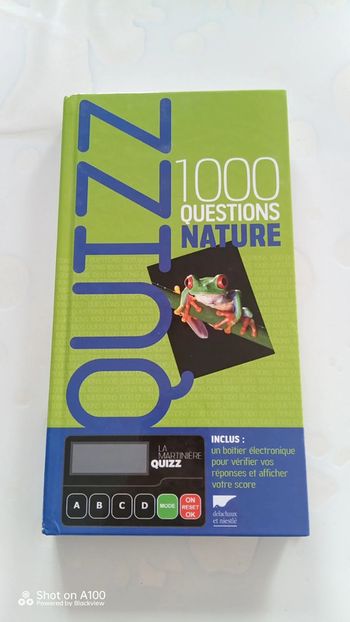 QUIZZ
1000
QUESTIONS
NATURE
LA
MARTINIÈRE
QUIZZ
A B C D MODE ON
RESET
OK
INCLUS :
un boîtier électronique
pour vérifier vos
réponses et afficher
votre score
delachaux
et niestlé
Shot on A100
Powered by Blackview